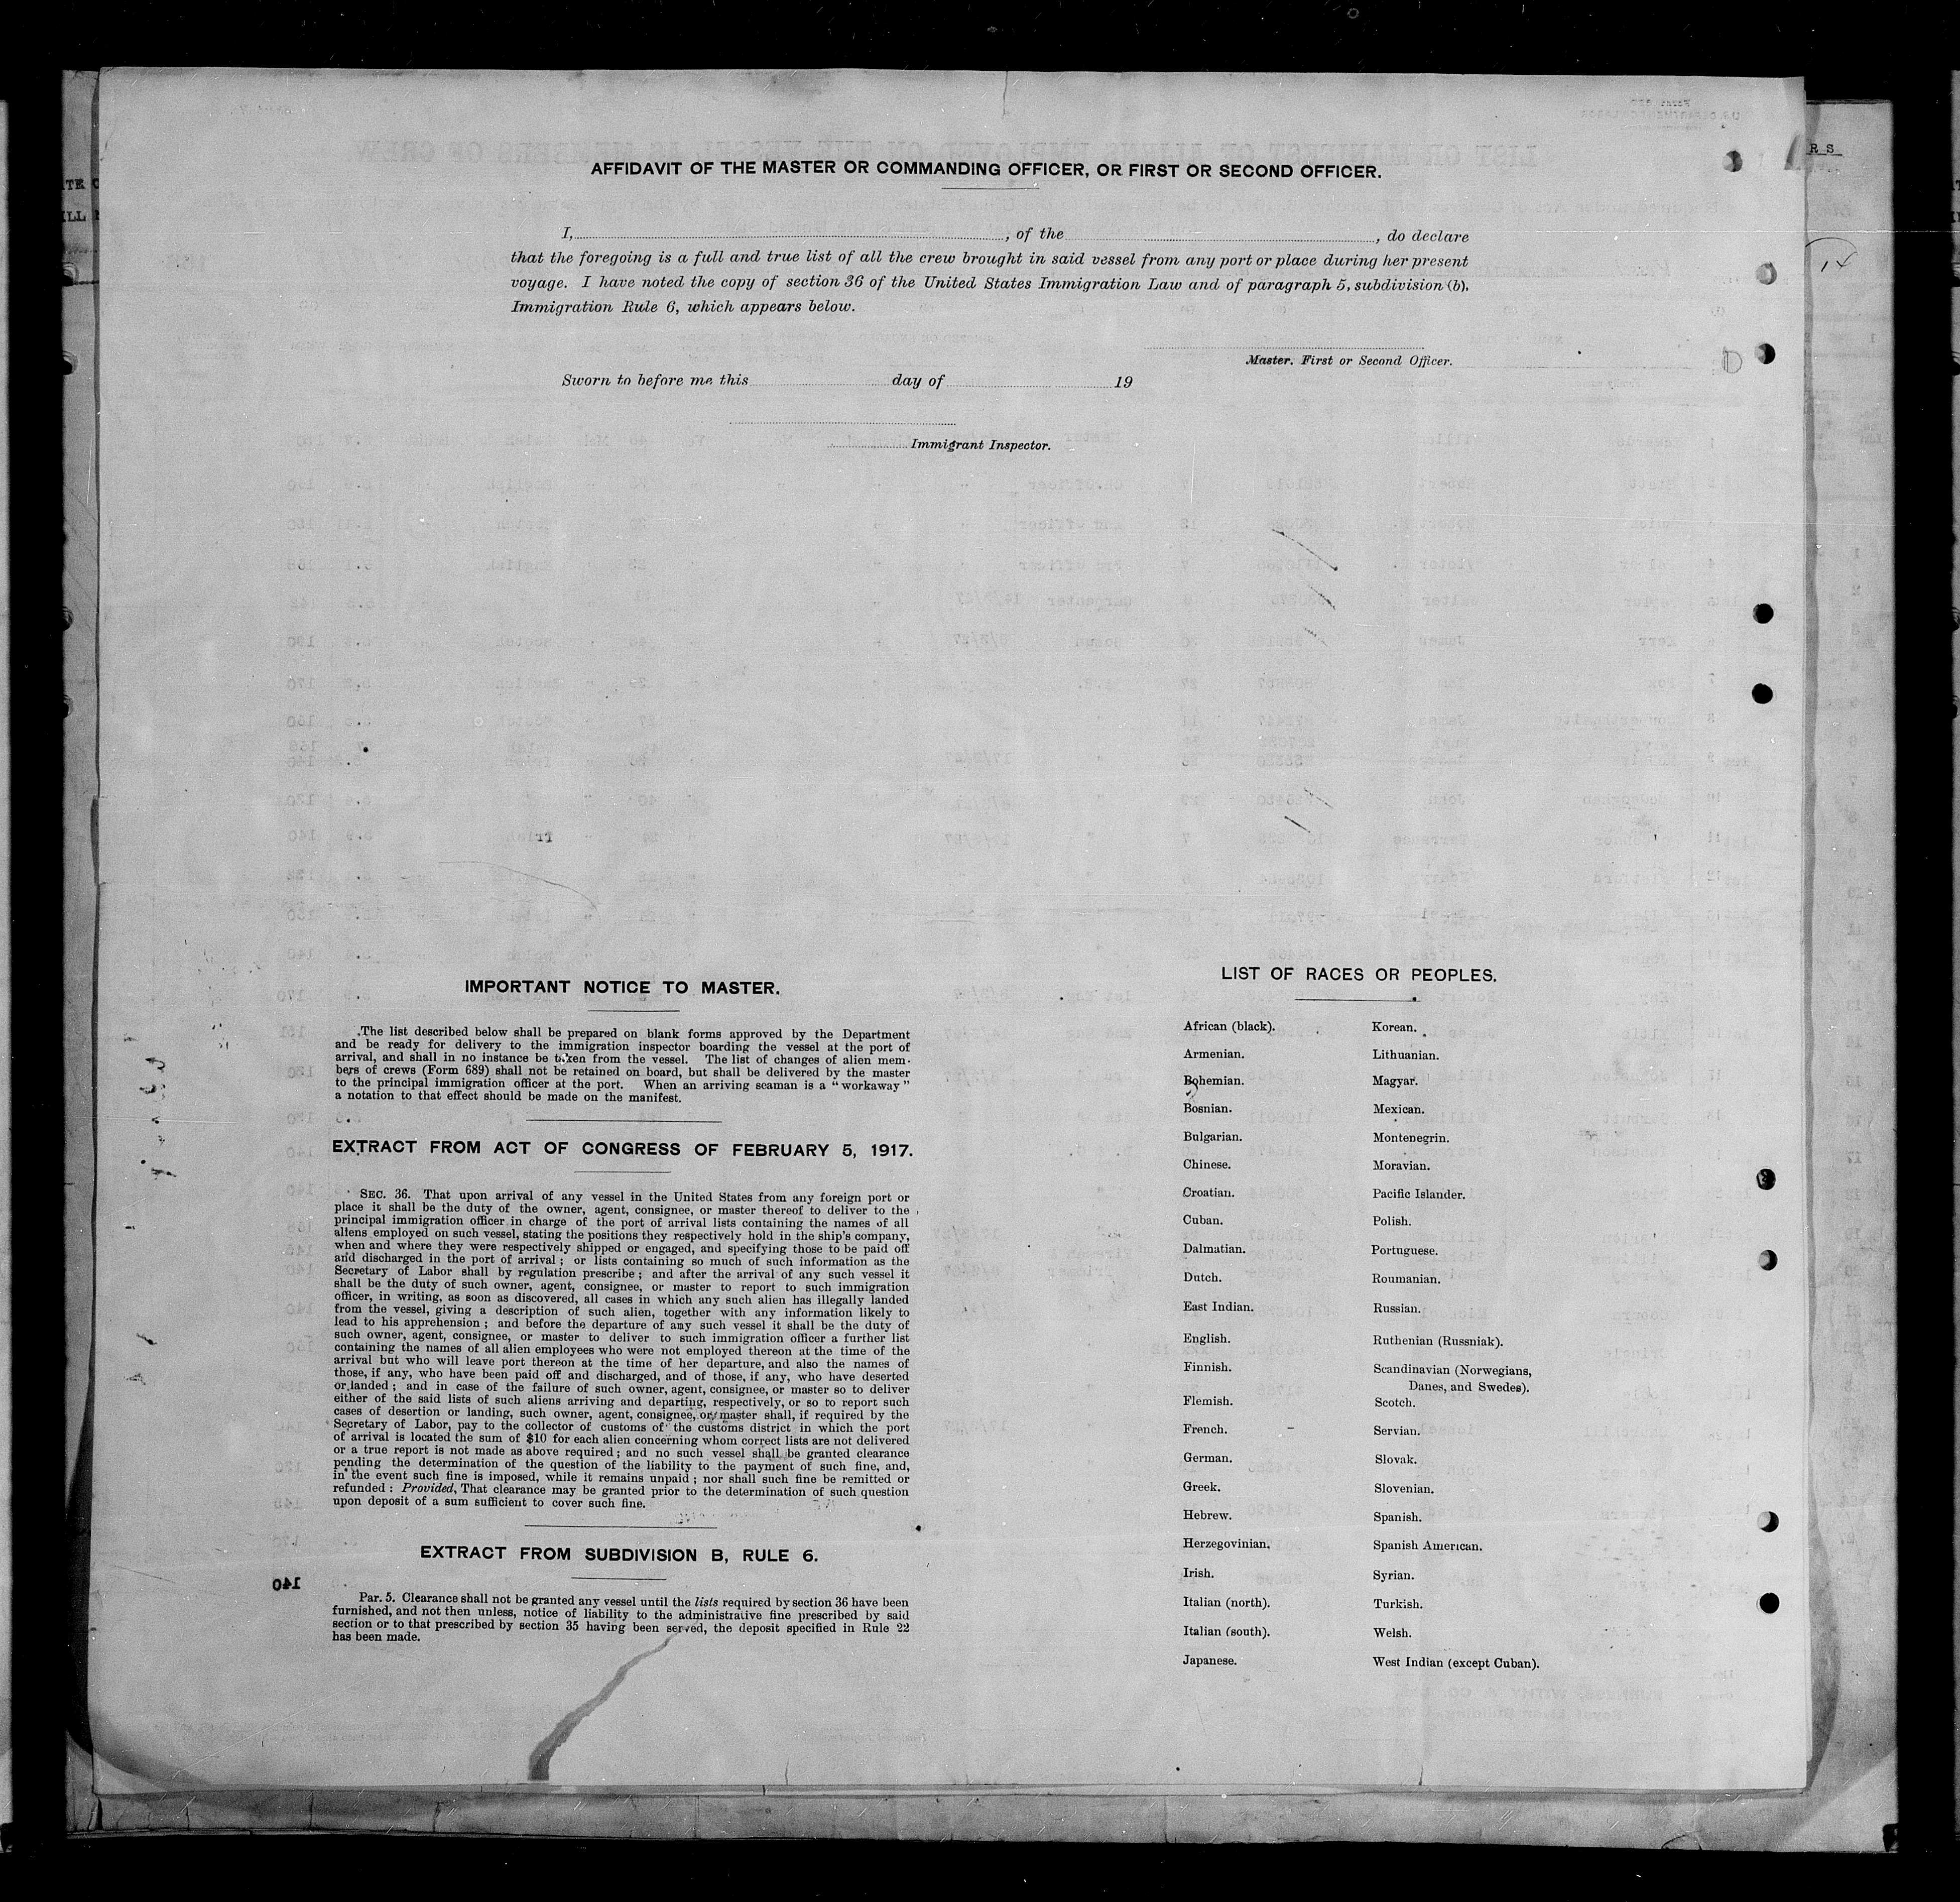 AFFIDAVIT OF THE MASTER OR COMMANDING OFFICER, OR FIRST OR SECOND OFFICER.
I, , of the , do declare
that the foregoing is a full and true list of all the crew brought in said vessel from any port or place during her present
voyage. I have noted the copy of section 36 of the United States Immigration Law and of paragraph 5, subdivision (b),
Immigration Rule 6, which appears below.
Master. First or Second Officer.
Sworn to before me this day of 19
Immigrant Inspector.
IMPORTANT NOTICE TO MASTER.
The list described below shall be prepared on blank forms approved by the Department
and be ready for delivery to the immigration inspector boarding the vessel at the port of
arrival, and shall in no instance be taken from the vessel. The list of changes of alien mem-
bers of crews (Form 689) shall not be retained on board, but shall be delivered by the master
to the principal immigration officer at the port. When an arriving seaman is a "workaway"
a notation to that effect should be made on the manifest.
EXTRACT FROM ACT OF CONGRESS OF FEBRUARY 5, 1917.
SEC. 36. That upon arrival of any vessel in the United States from any foreign port or
place it shall be the duty of the owner, agent, consignee, or master thereof to deliver to the
principal immigration officer in charge of the port of arrival lists containing the names of all
aliens employed on such vessel, stating the positions they respectively hold in the ship's company,
when and where they were respectively shipped or engaged, and specifying those to be paid off
and discharged in the port of arrival; or lists containing so much of such information as the
Secretary of Labor shall by regulation prescribe; and after the arrival of any such vessel it
shall be the duty of such owner, agent, consignee, or master to report to such immigration
officer, in writing, as soon as discovered, all cases in which any such alien has illegally landed
from the vessel, giving a description of such alien, together with any information likely to
lead to his apprehension; and before the departure of any such vessel it shall be the duty of
such owner, agent, consignee, or master to deliver to such immigration officer a further list
containing the names of all alien employees who were not employed thereon at the time of the
arrival but who will leave port thereon at the time of her departure, and also the names of
those, if any, who have been paid off and discharged, and of those, if any, who have deserted
or landed; and in case of the failure of such owner, agent, consignee, or master so to deliver
either of the said lists of such aliens arriving and departing, respectively, or so to report such
cases of desertion or landing, such owner, agent, consignee, or master shall, if required by the
Secretary of Labor, pay to the collector of customs of the customs district in which the port
of arrival is located the sum of $10 for each alien concerning whom correct lists are not delivered
or a true report is not made as above required; and no such vessel shall be granted clearance
pending the determination of the question of the liability to the payment of such fine, and,
in the event such fine is imposed, while it remains unpaid; nor shall such fine be remitted or
refunded: Provided, That clearance may be granted prior to the determination of such question
upon deposit of a sum sufficient to cover such fine.
EXTRACT FROM SUBDIVISION B, RULE 6.
Par. 5. Clearance shall not be granted any vessel until the lists required by section 36 have been
furnished, and not then unless, notice of liability to the administrative fine prescribed by said
section or to that prescribed by section 35 having been served, the deposit specified in Rule 22
has been made.
LIST OF RACES OR PEOPLES.
African (black). Korean.
Armenian. Lithuanian.
Bohemian. Magyar.
Bosnian. Mexican.
Bulgarian. Montenegrin.
Chinese. Moravian.
Croatian. Pacific Islander.
Cuban. Polish.
Dalmatian. Portuguese.
Dutch. Roumanian.
East Indian. Russian.
English. Ruthenian (Russniak).
Finnish. Scandinavian (Norwegians,
Danes, and Swedes).
Flemish. Scotch.
French. Servian.
German. Slovak.
Greek. Slovenian.
Hebrew. Spanish.
Herzegovinian. Spanish American.
Irish. Syrian.
Italian (north). Turkish.
Italian (south). Welsh.
Japanese. West Indian (except Cuban).